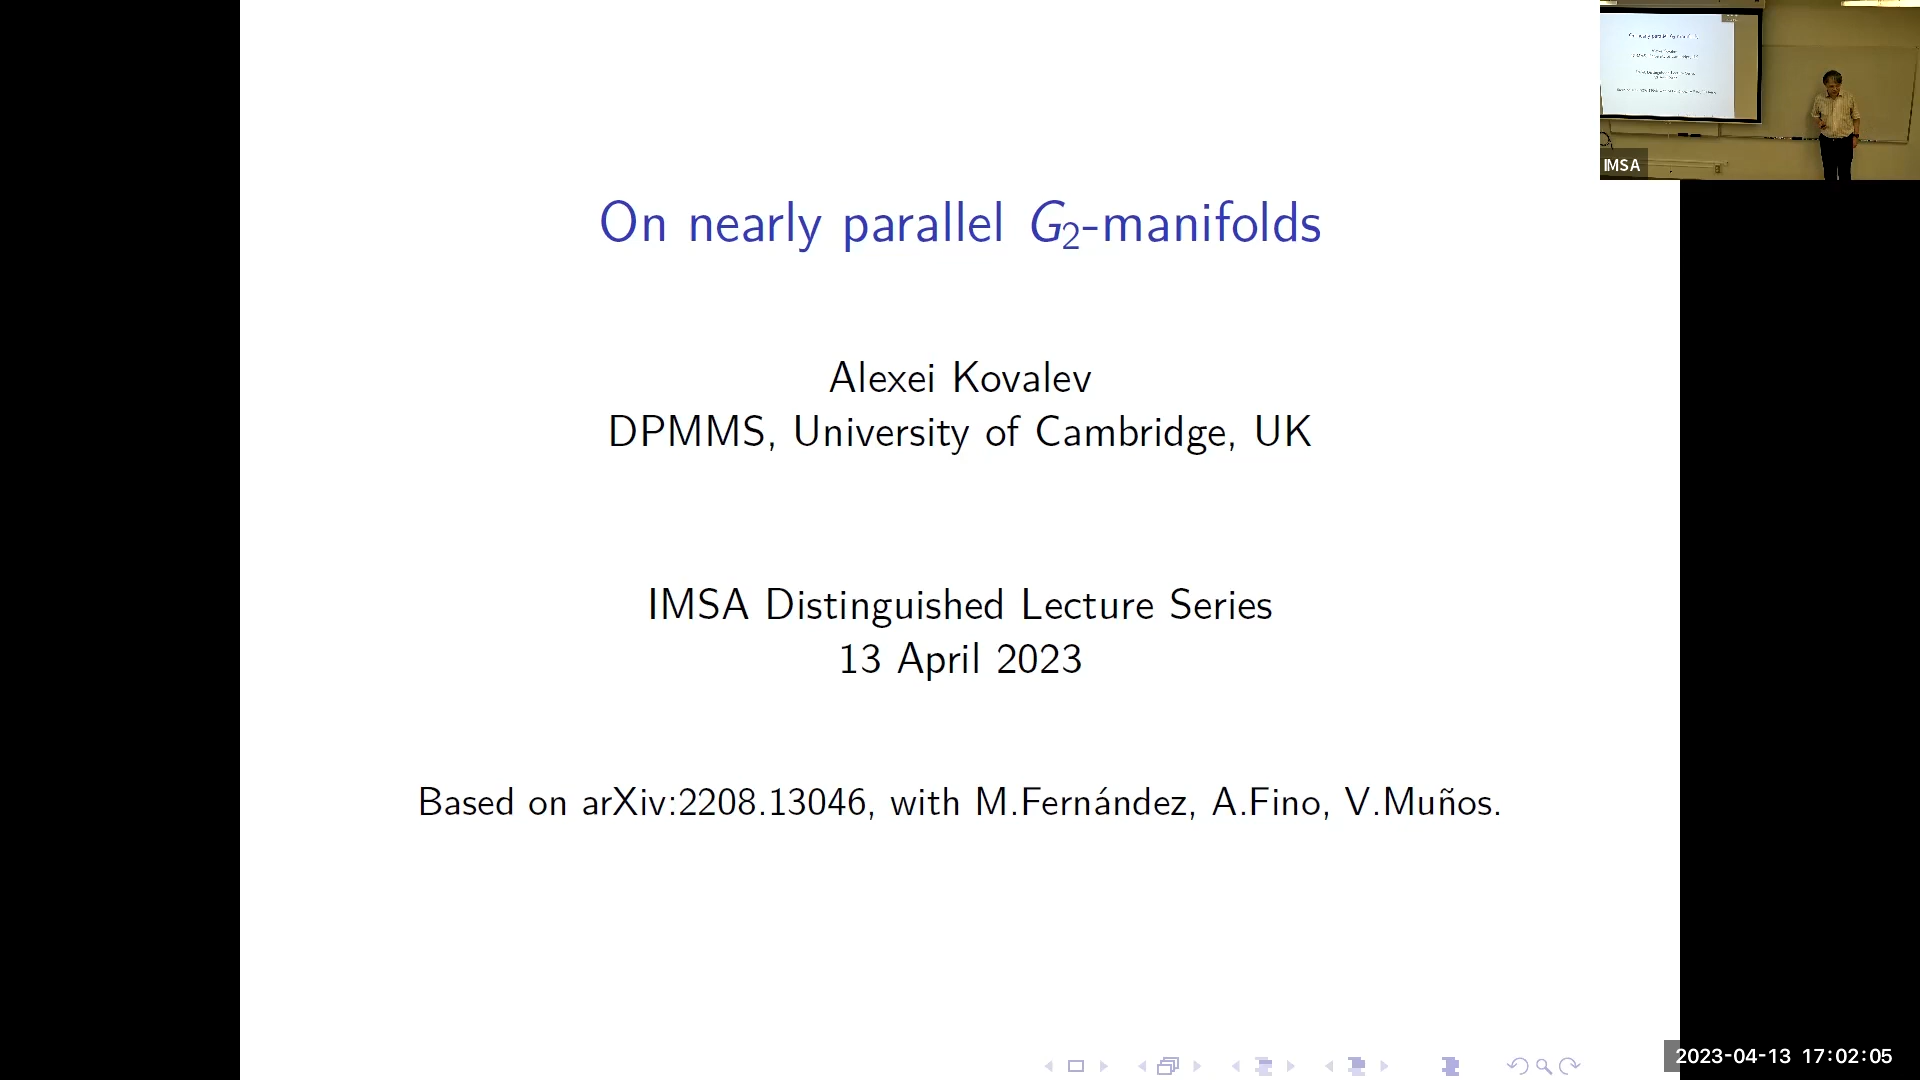 On nearly parallel G₂-manifolds
Alexei Kovalev
DPMMS, University of Cambridge, UK
IMSA Distinguished Lecture Series
13 April 2023
Based on arXiv:2208.13046, with M.Fernández, A.Fino, V.Muños.
IMSA
2023-04-13 17:02:05